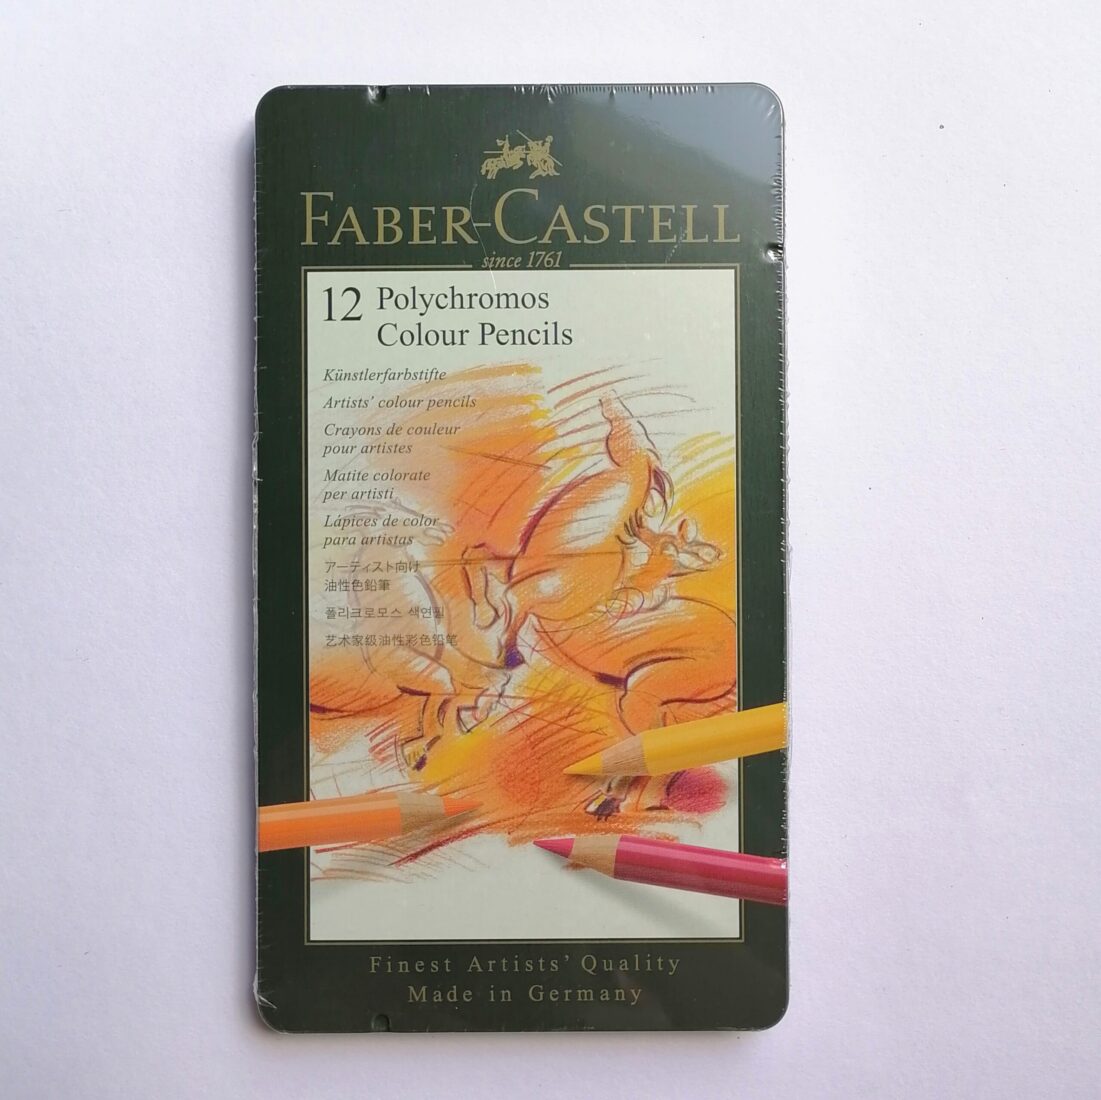 FABER-CASTELL
since 1761
12 Polychromos
Colour Pencils
Künstlerfarbstifte
Artists' colour pencils
Crayons de couleur
pour artistes
Matite colorate
per artisti
Lápices de color
para artistas
アーティスト向け
油性色鉛筆
폴리크로모스 색연필
艺术家级油性彩色铅笔
Finest Artists' Quality
Made in Germany